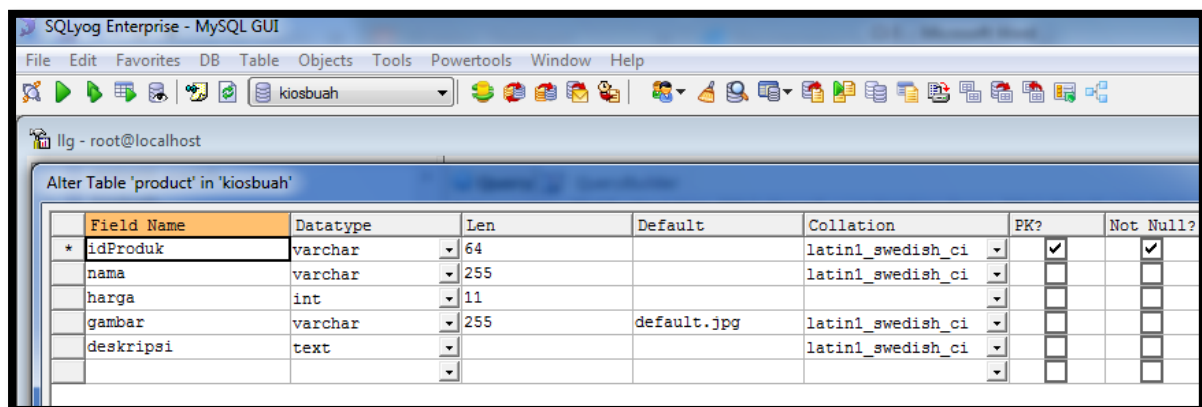 SQLyog Enterprise - MySQL GUI
File Edit Favorites DB Table Objects Tools Powertools Window Help
kiosbuah
llg - root@localhost
Alter Table 'product' in 'kiosbuah'
Field Name Datatype Len Default Collation PK? Not Null?
* idProduk varchar 64 latin1_swedish_ci
nama varchar 255 latin1_swedish_ci
harga int 11
gambar varchar 255 default.jpg latin1_swedish_ci
deskripsi text latin1_swedish_ci